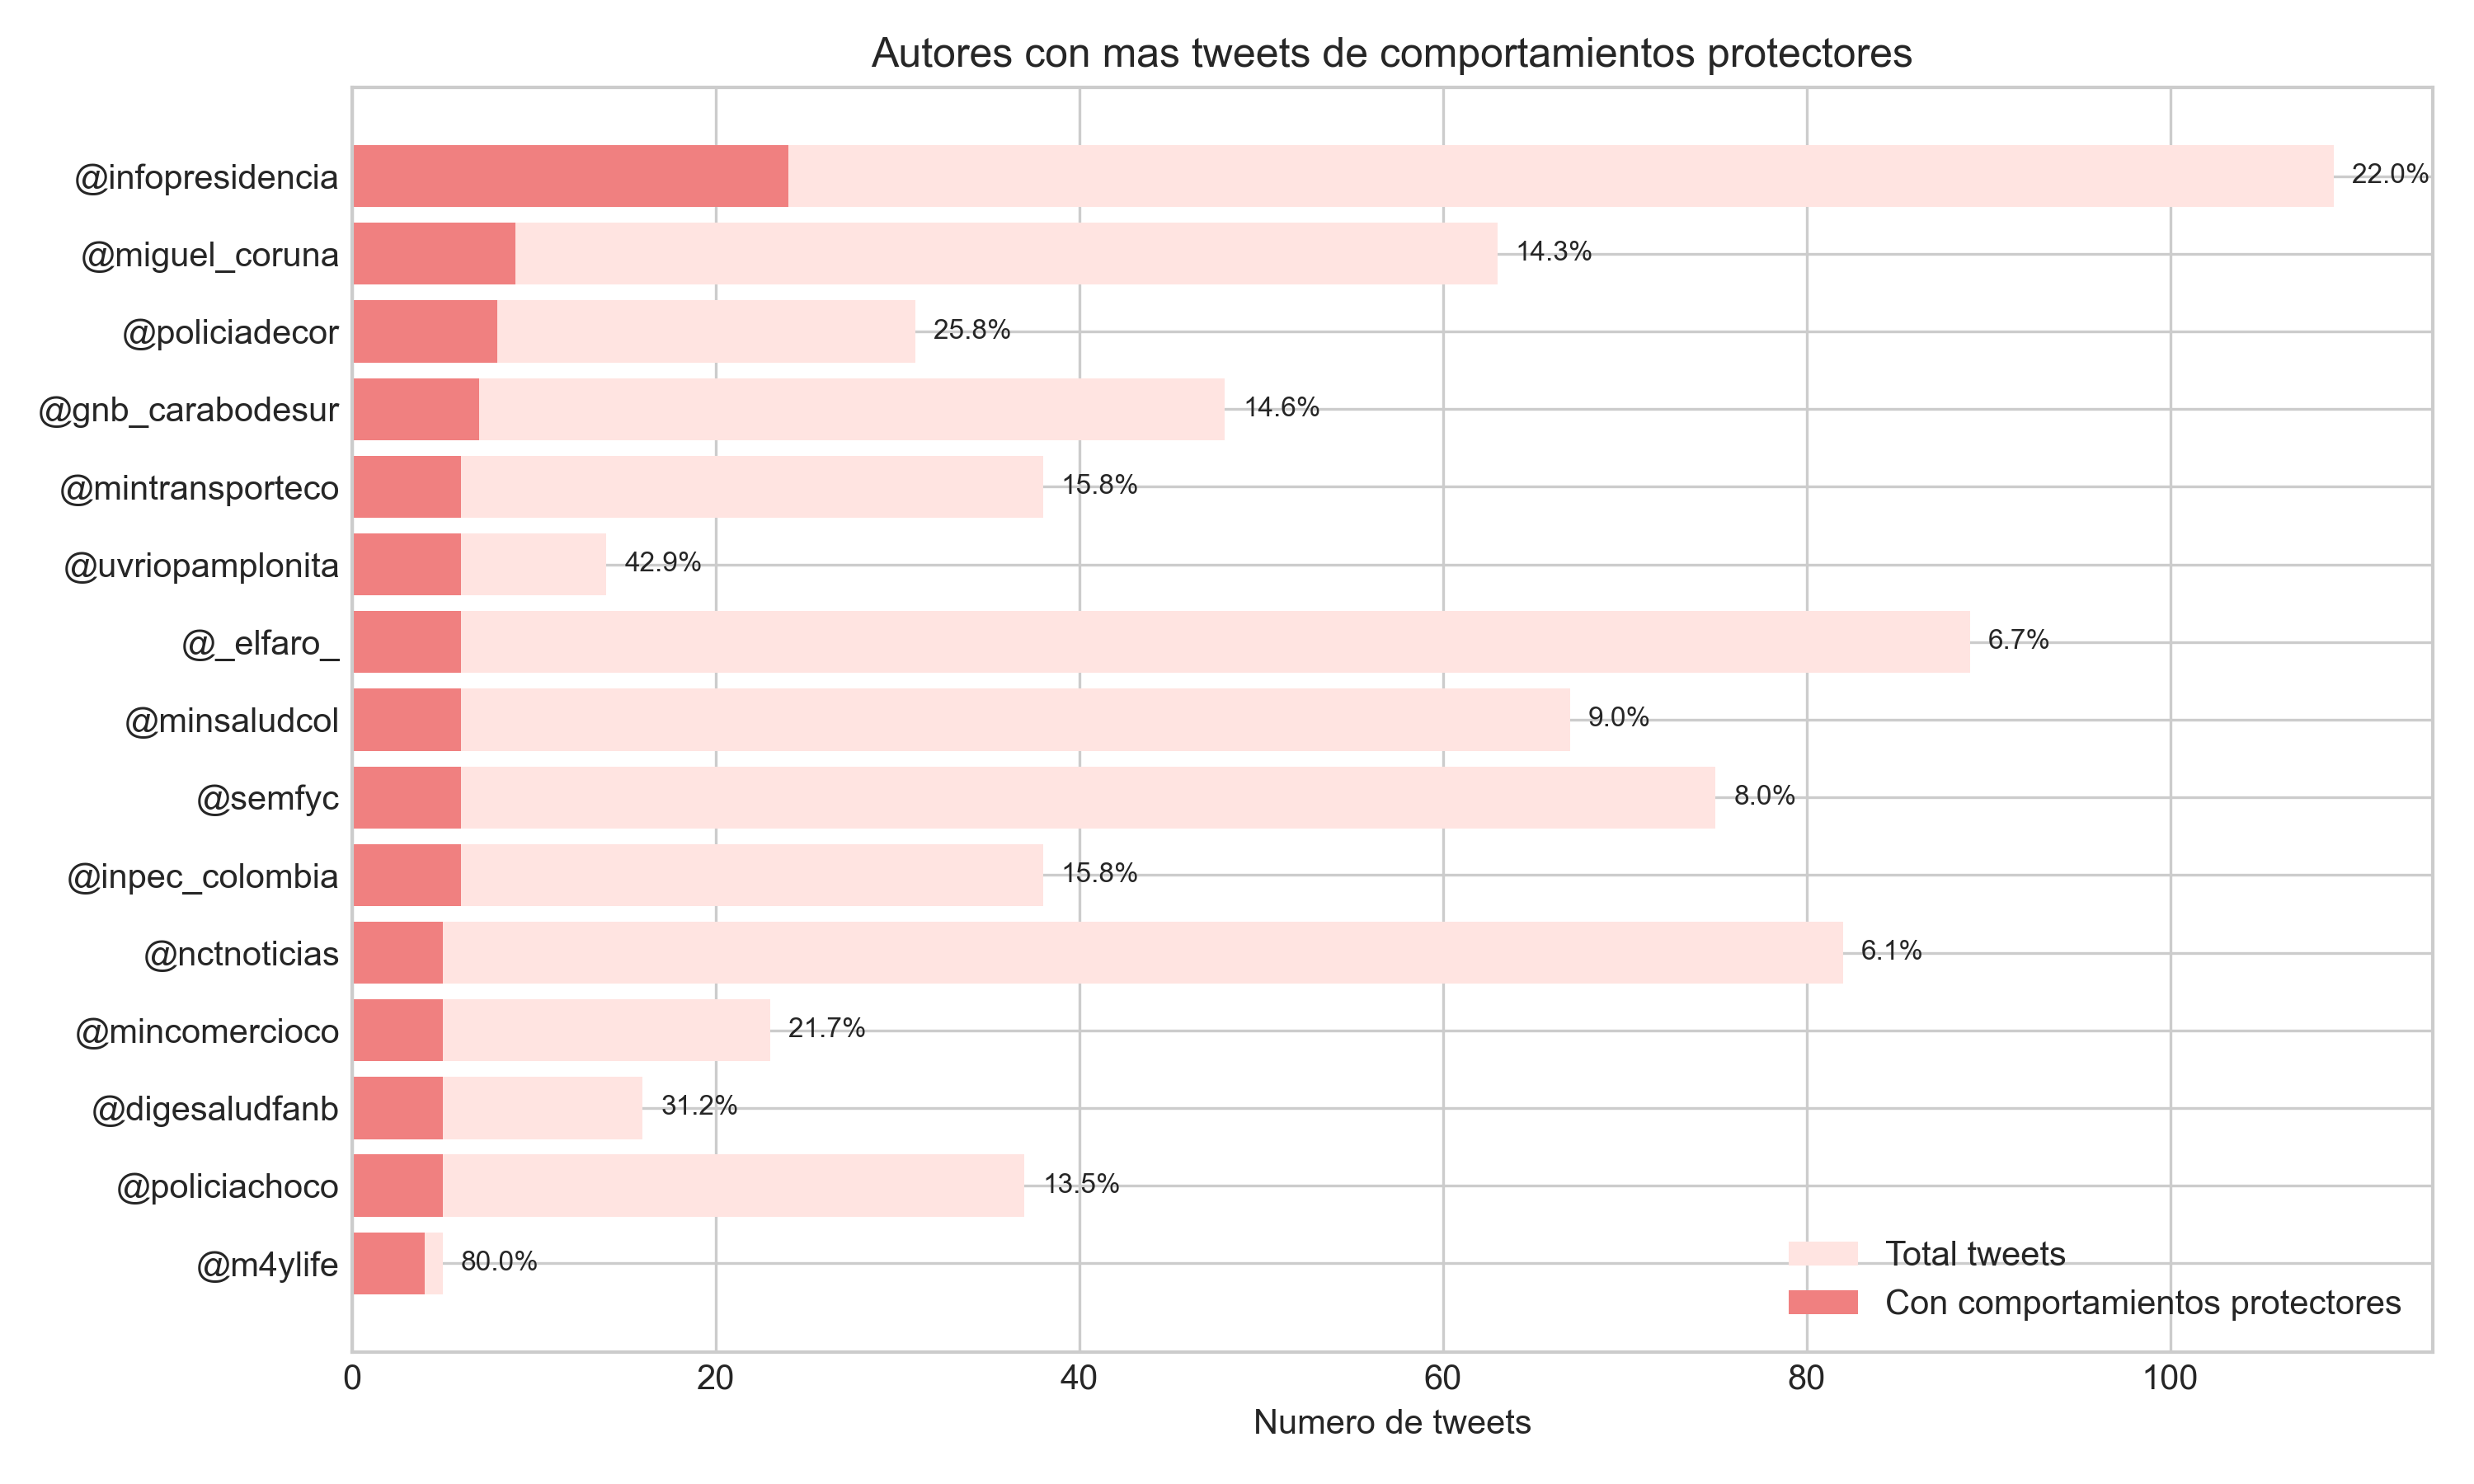 Autores con mas tweets de comportamientos protectores
@infopresidencia 22.0%
@miguel_coruna 14.3%
@policiadecor 25.8%
@gnb_carabodesur 14.6%
@mintransporteco 15.8%
@uvriopamplonita 42.9%
@_elfaro_ 6.7%
@minsaludcol 9.0%
@semfyc 8.0%
@inpec_colombia 15.8%
@nctnoticias 6.1%
@mincomercioco 21.7%
@digesaludfanb 31.2%
@policiachoco 13.5%
@m4ylife 80.0%
Total tweets
Con comportamientos protectores
0 20 40 60 80 100
Numero de tweets